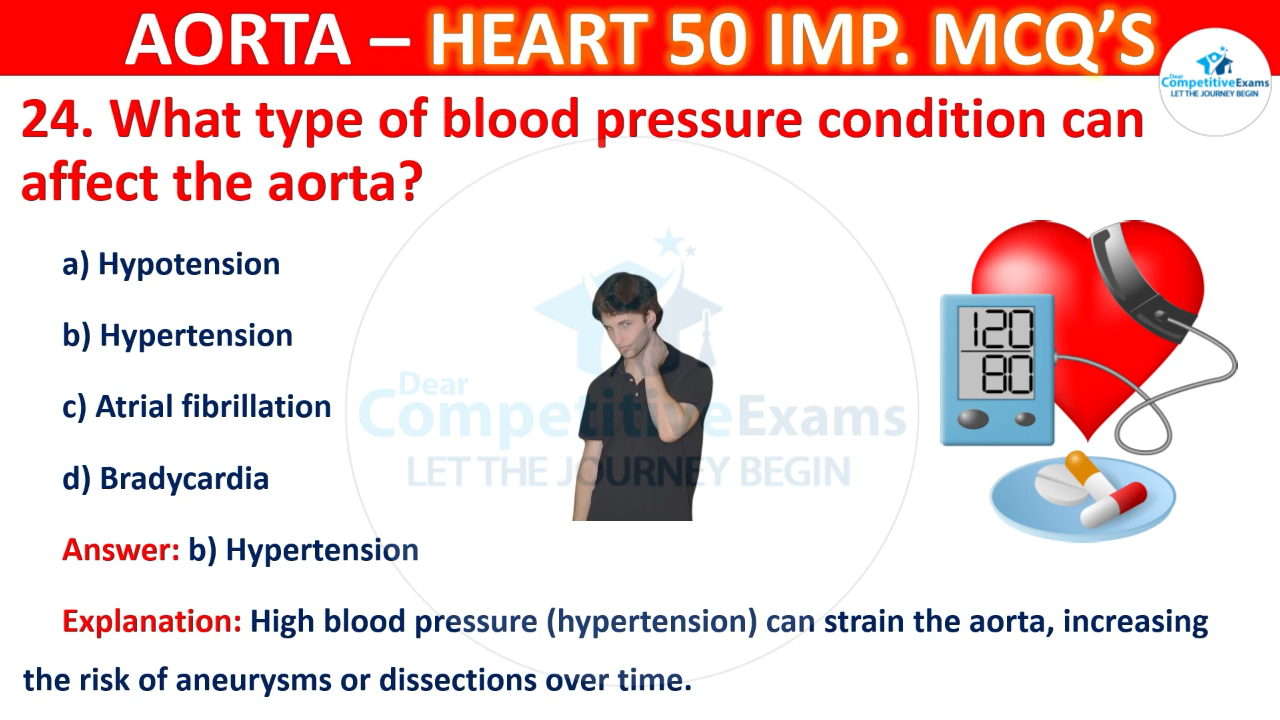 AORTA – HEART 50 IMP. MCQ’S
Dear
CompetitiveExams
LET THE JOURNEY BEGIN
24. What type of blood pressure condition can
affect the aorta?
a) Hypotension
b) Hypertension
c) Atrial fibrillation
d) Bradycardia
120
80
Dear
CompetitiveExams
LET THE JOURNEY BEGIN
Answer: b) Hypertension
Explanation: High blood pressure (hypertension) can strain the aorta, increasing
the risk of aneurysms or dissections over time.